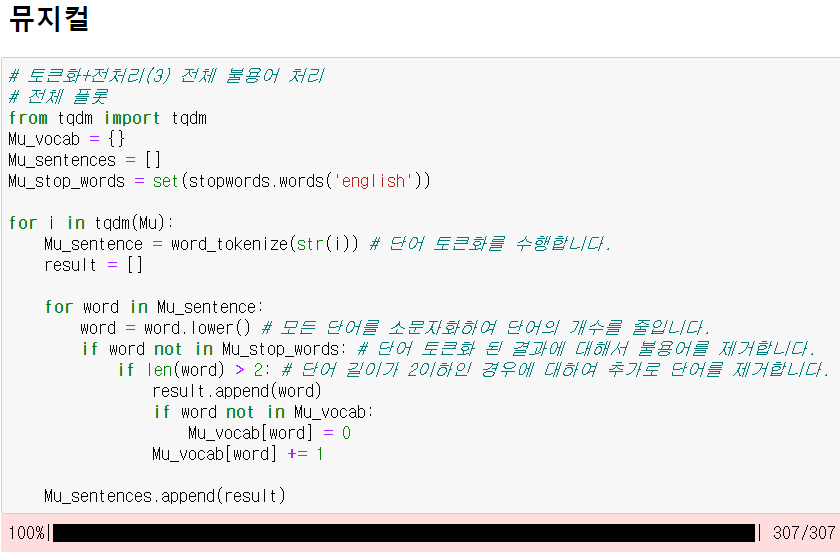 뮤지컬
# 토큰화+전처리(3) 전체 불용어 처리
# 전체 플롯
from tqdm import tqdm
Mu_vocab = {}
Mu_sentences = []
Mu_stop_words = set(stopwords.words('english'))

for i in tqdm(Mu):
    Mu_sentence = word_tokenize(str(i)) # 단어 토큰화를 수행합니다.
    result = []

    for word in Mu_sentence:
        word = word.lower() # 모든 단어를 소문자화하여 단어의 개수를 줄입니다.
        if word not in Mu_stop_words: # 단어 토큰화 된 결과에 대해서 불용어를 제거합니다.
            if len(word) > 2: # 단어 길이가 2이하인 경우에 대하여 추가로 단어를 제거합니다.
                result.append(word)
                if word not in Mu_vocab:
                    Mu_vocab[word] = 0
                Mu_vocab[word] += 1

    Mu_sentences.append(result)
100%| | 307/307